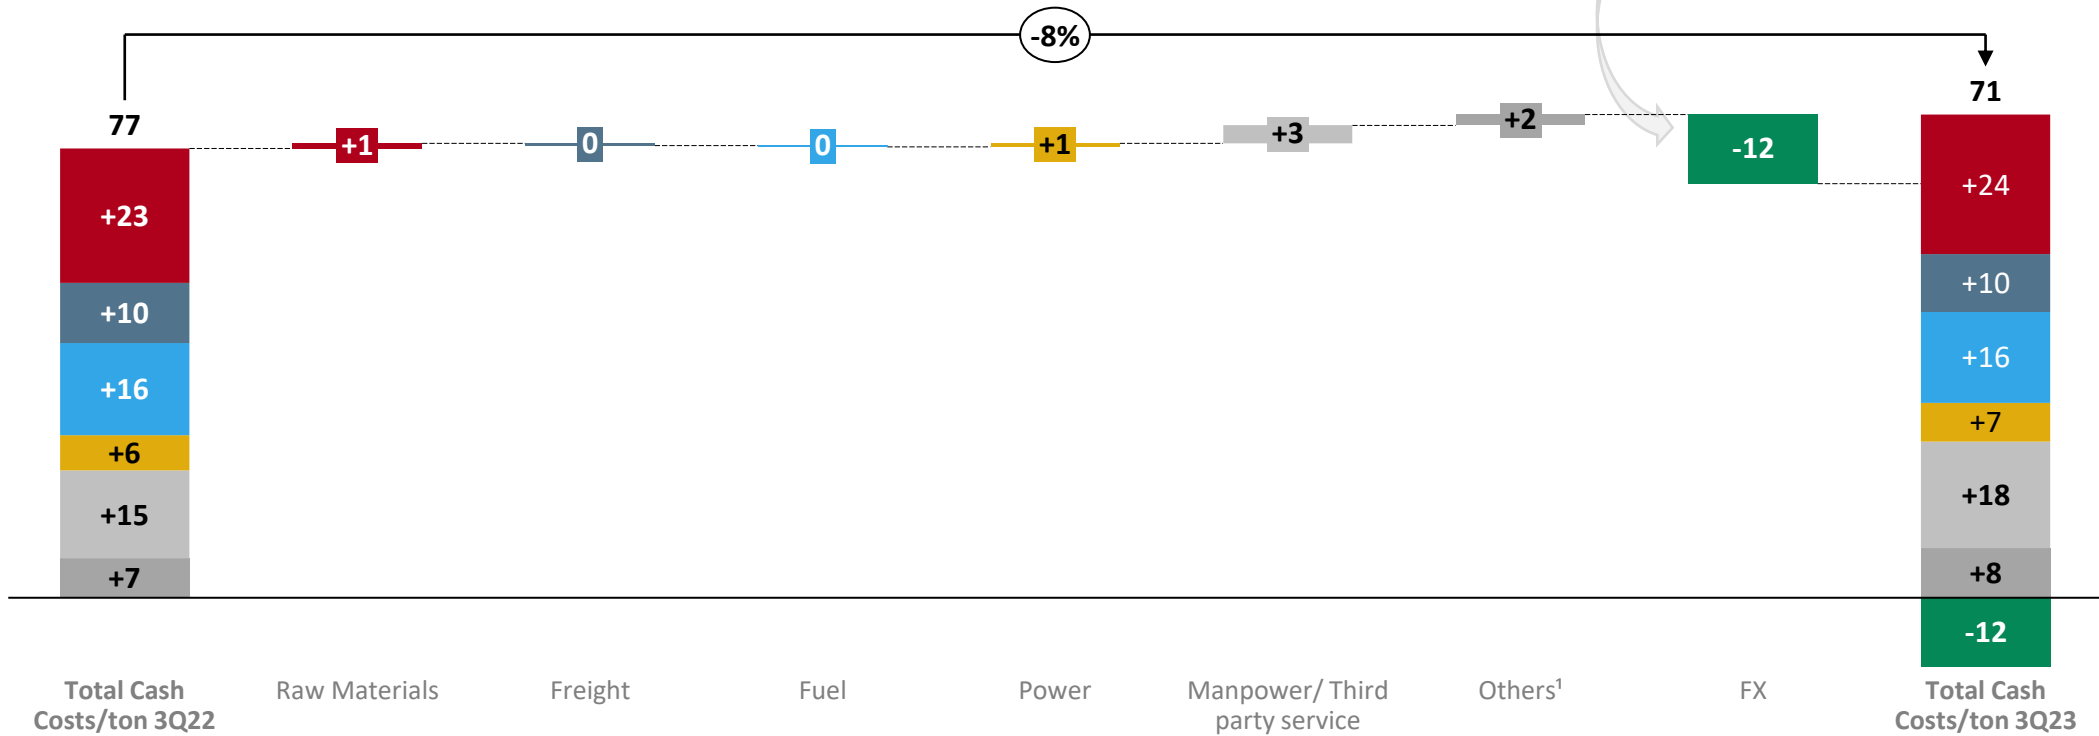 -8%
77
71
+1
0
0
+1
+3
+2
-12
+23
+10
+16
+6
+15
+7
+24
+10
+16
+7
+18
+8
-12
Total Cash
Costs/ton 3Q22
Raw Materials
Freight
Fuel
Power
Manpower/ Third
party service
Others¹
FX
Total Cash
Costs/ton 3Q23